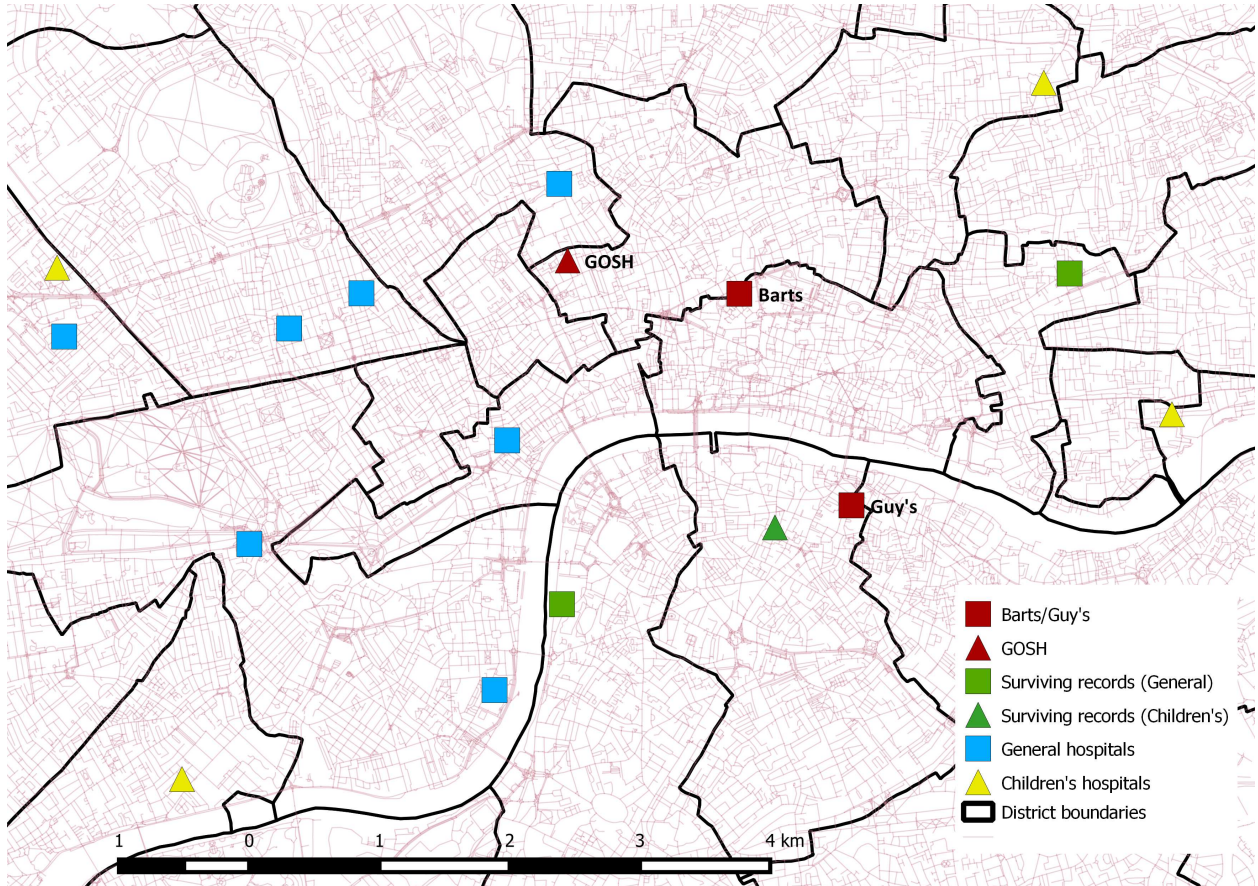 GOSH
Barts
Guy's
Barts/Guy's
GOSH
Surviving records (General)
Surviving records (Children's)
General hospitals
Children's hospitals
District boundaries
1 0 1 2 3 4 km